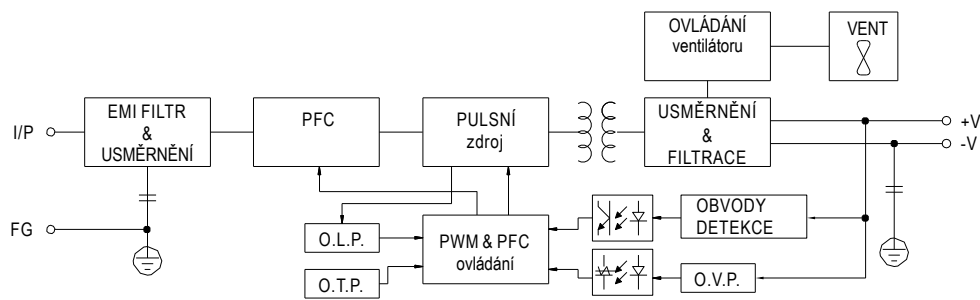 OVLÁDÁNÍ
ventilátoru
VENT
I/P
EMI FILTR
&
USMĚRNĚNÍ
PFC
PULSNÍ
zdroj
USMĚRNĚNÍ
&
FILTRACE
+V
-V
FG
O.L.P.
O.T.P.
PWM & PFC
ovládání
OBVODY
DETEKCE
O.V.P.